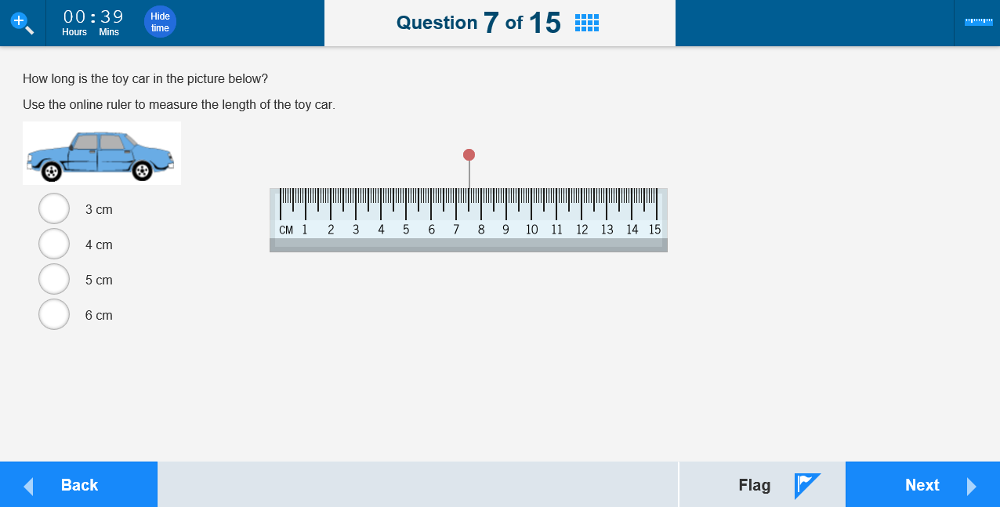 00:39
Hours Mins
Hide
time
Question 7 of 15
How long is the toy car in the picture below?
Use the online ruler to measure the length of the toy car.
CM 1 2 3 4 5 6 7 8 9 10 11 12 13 14 15
3 cm
4 cm
5 cm
6 cm
Back
Flag
Next